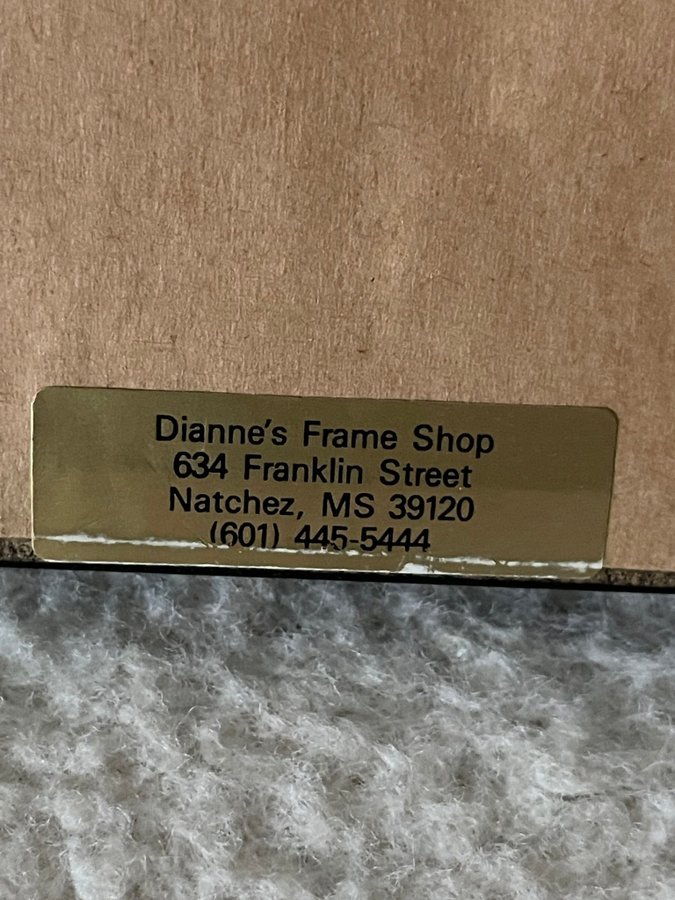 Dianne's Frame Shop
634 Franklin Street
Natchez, MS 39120
(601) 445-5444